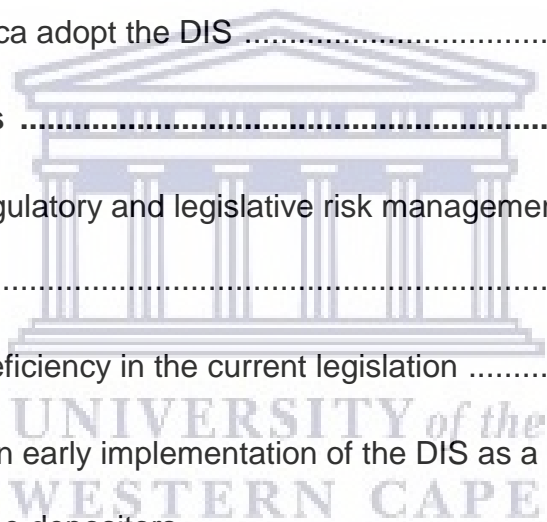 ca adopt the DIS ...................................
s ..........................................................
gulatory and legislative risk managemen
..........................................................
eficiency in the current legislation .........
UNIVERSITY of the
n early implementation of the DIS as a
WESTERN CAPE
e depositors